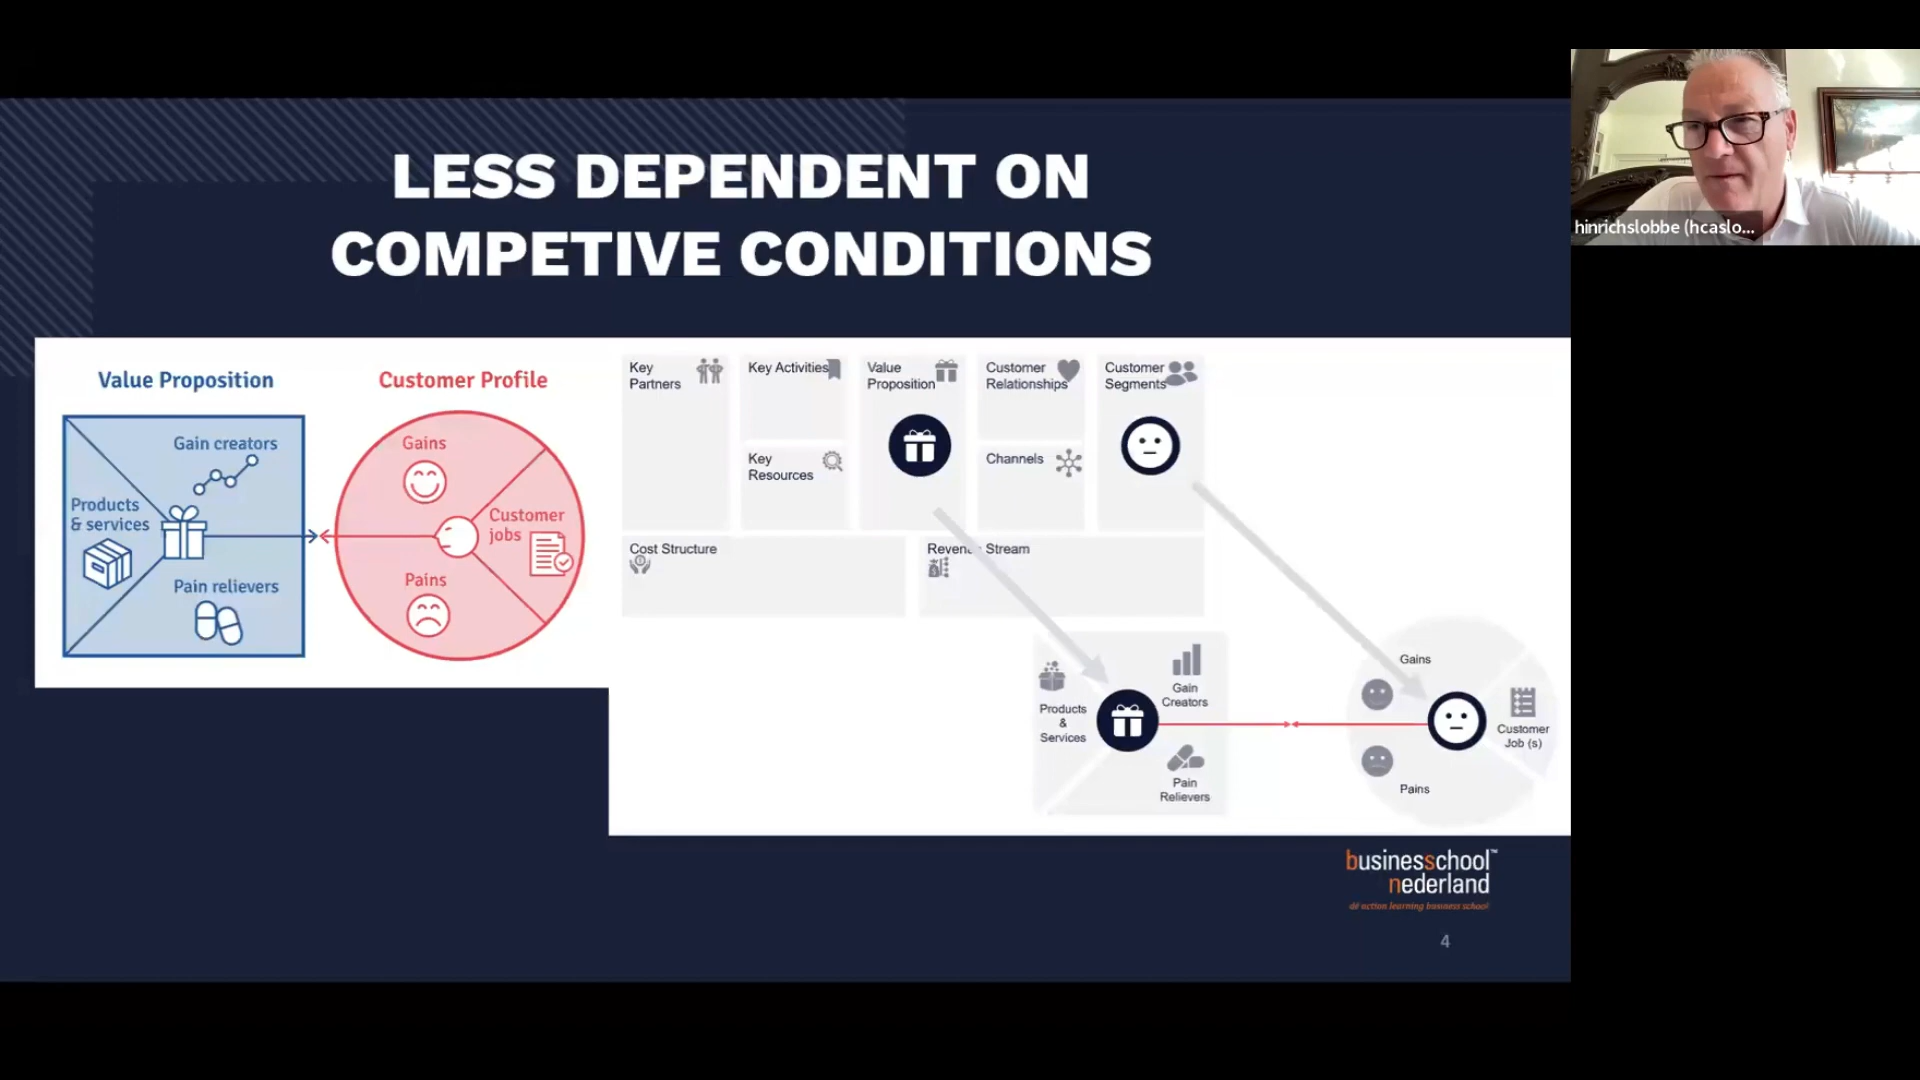 LESS DEPENDENT ON
COMPETIVE CONDITIONS
hinrichslobbe (hcaslo...
Value Proposition
Customer Profile
Gain creators
Products
& services
Pain relievers
Gains
Customer
jobs
Pains
Key
Partners
Key Activities
Value
Proposition
Customer
Relationships
Customer
Segments
Key
Resources
Channels
Cost Structure
Stream
Products
&
Services
Gain
Creators
Pain
Relievers
Gains
Customer
Job (s)
Pains
businesschool™
nederland
dé action learning business school
4